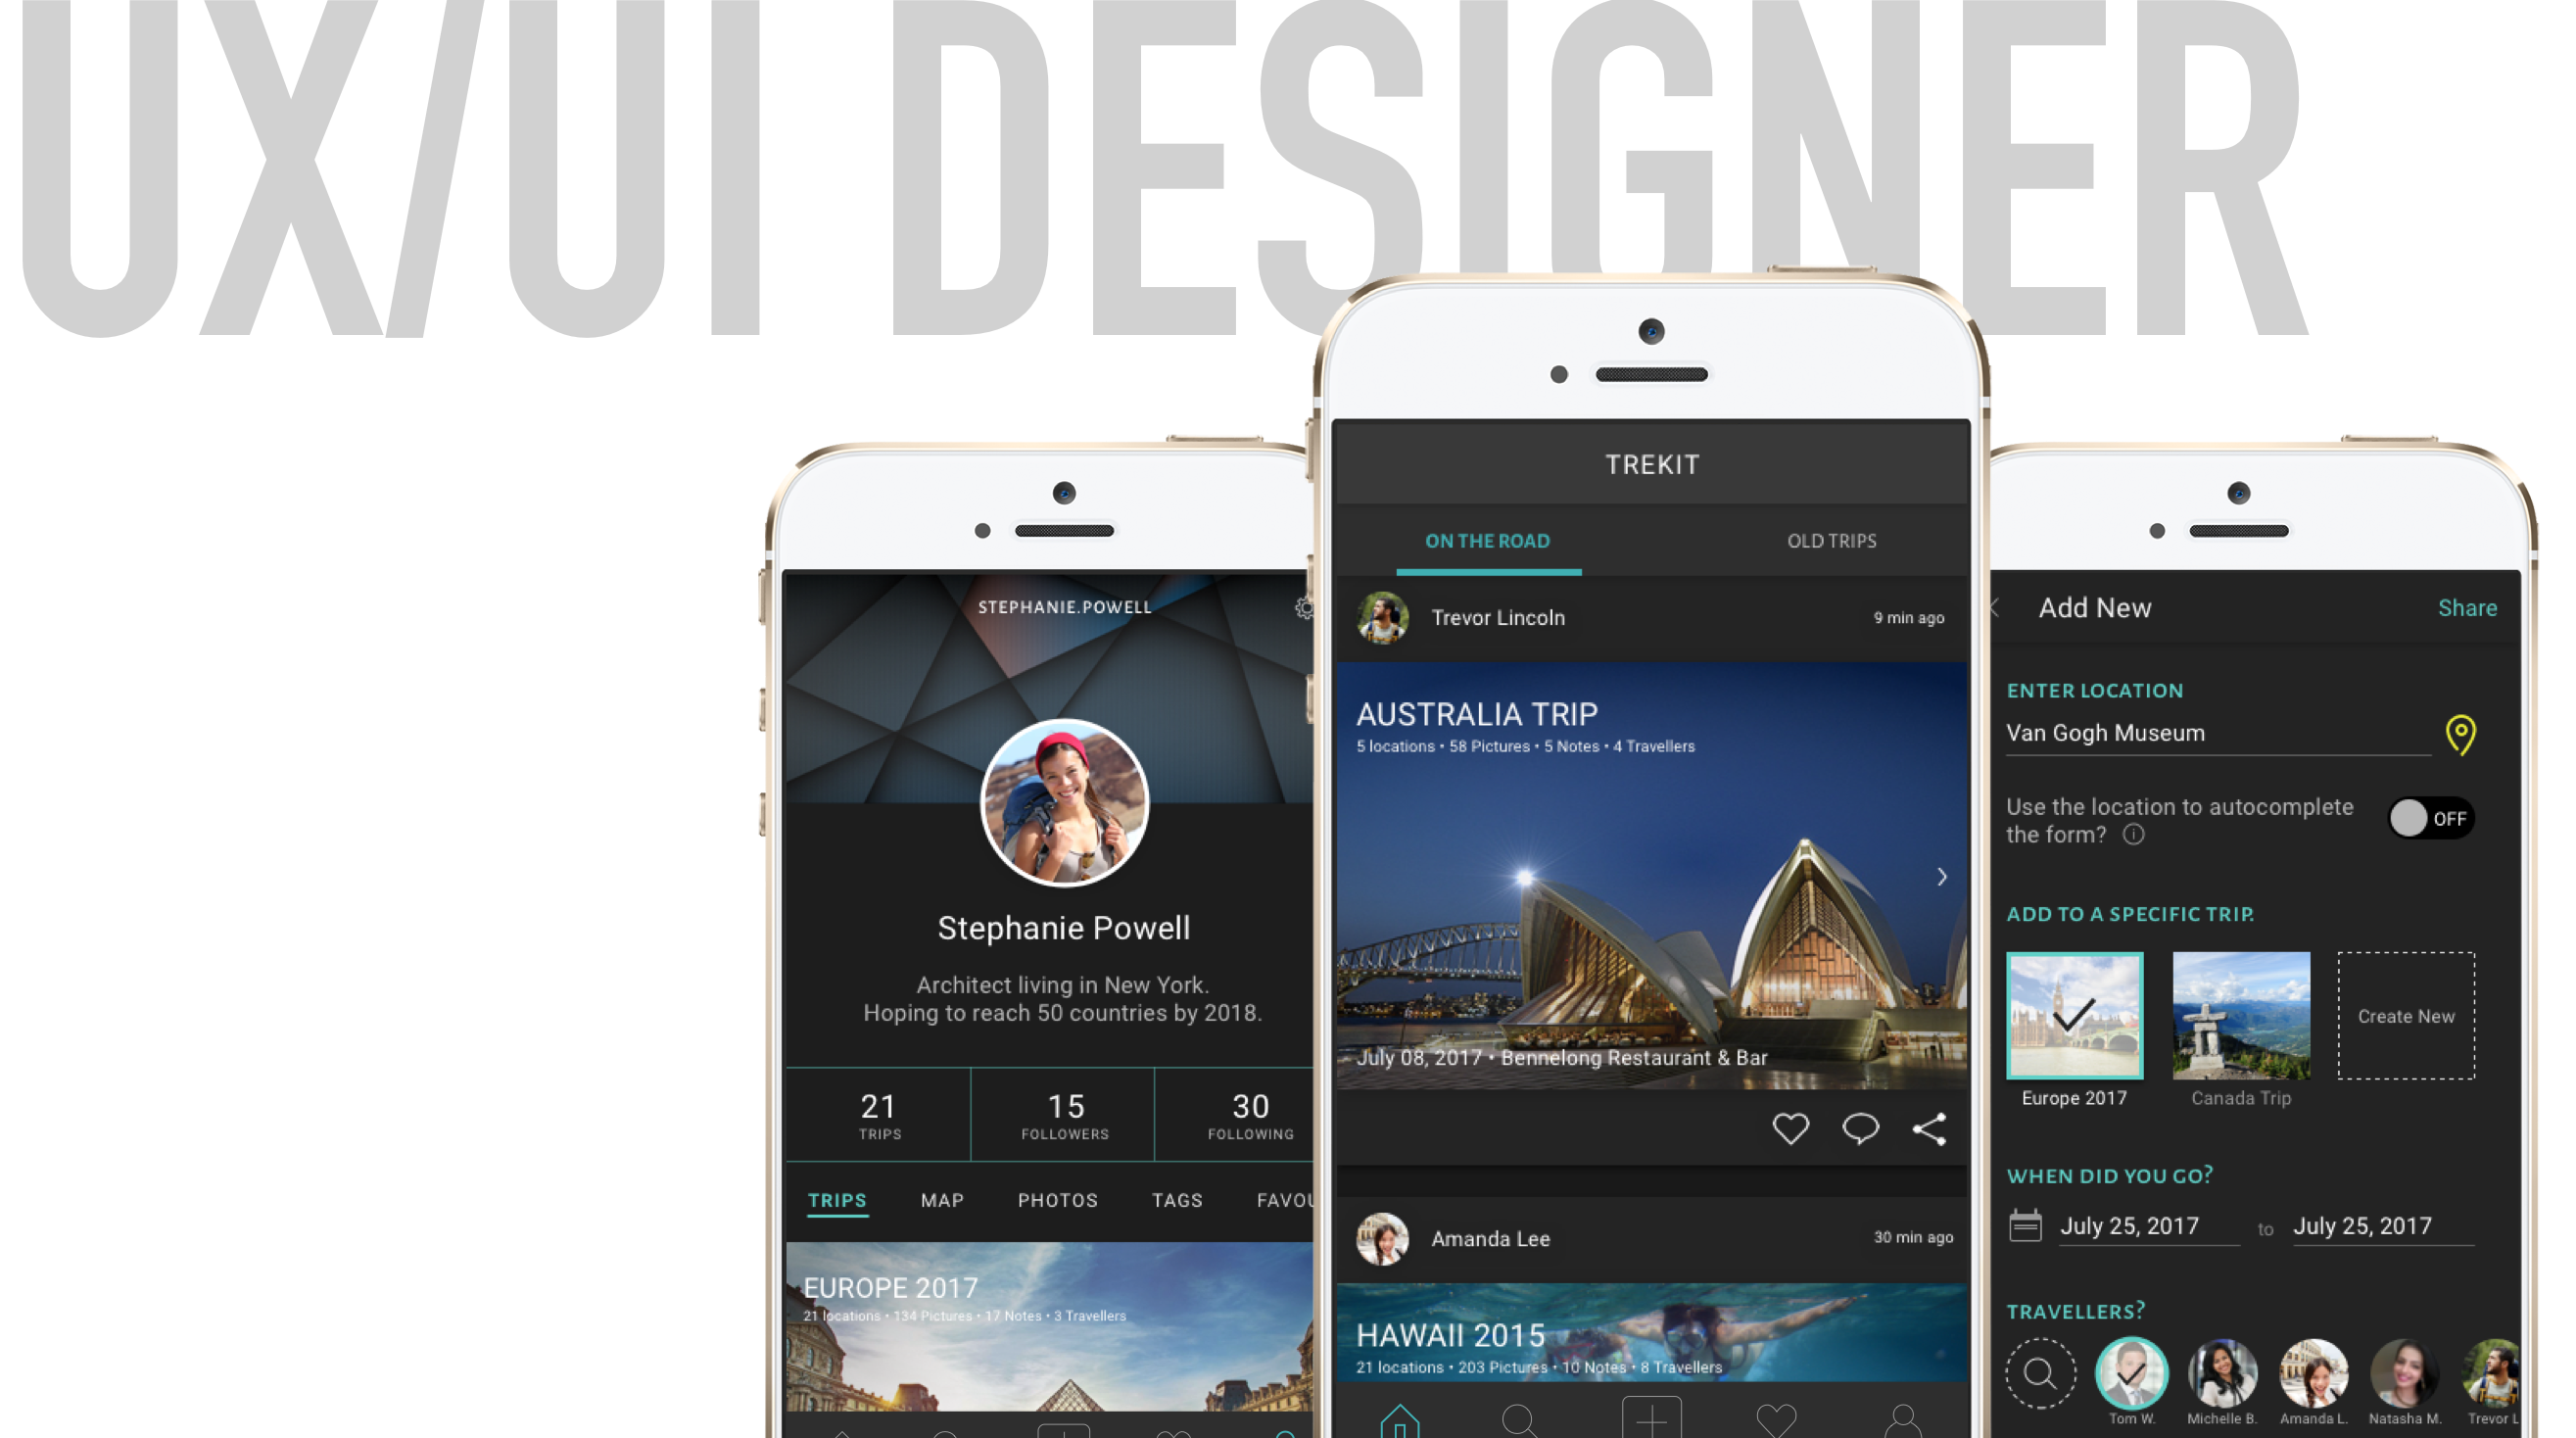 UX/UI DESIGNER
STEPHANIE.POWELL
Stephanie Powell
Architect living in New York.
Hoping to reach 50 countries by 2018.
21
TRIPS
15
FOLLOWERS
30
FOLLOWING
TRIPS MAP PHOTOS TAGS FAVOU
EUROPE 2017
21 locations • 134 Pictures • 17 Notes • 3 Travellers
TREKIT
ON THE ROAD OLD TRIPS
Trevor Lincoln 9 min ago
AUSTRALIA TRIP
5 locations • 58 Pictures • 5 Notes • 4 Travellers
July 08, 2017 • Bennelong Restaurant & Bar
Amanda Lee 30 min ago
HAWAII 2015
21 locations • 203 Pictures • 10 Notes • 8 Travellers
Add New Share
ENTER LOCATION
Van Gogh Museum
Use the location to autocomplete
the form? OFF
ADD TO A SPECIFIC TRIP.
Create New
Europe 2017 Canada Trip
WHEN DID YOU GO?
July 25, 2017 to July 25, 2017
TRAVELLERS?
Tom W. Michelle B. Amanda L. Natasha M. Trevor L